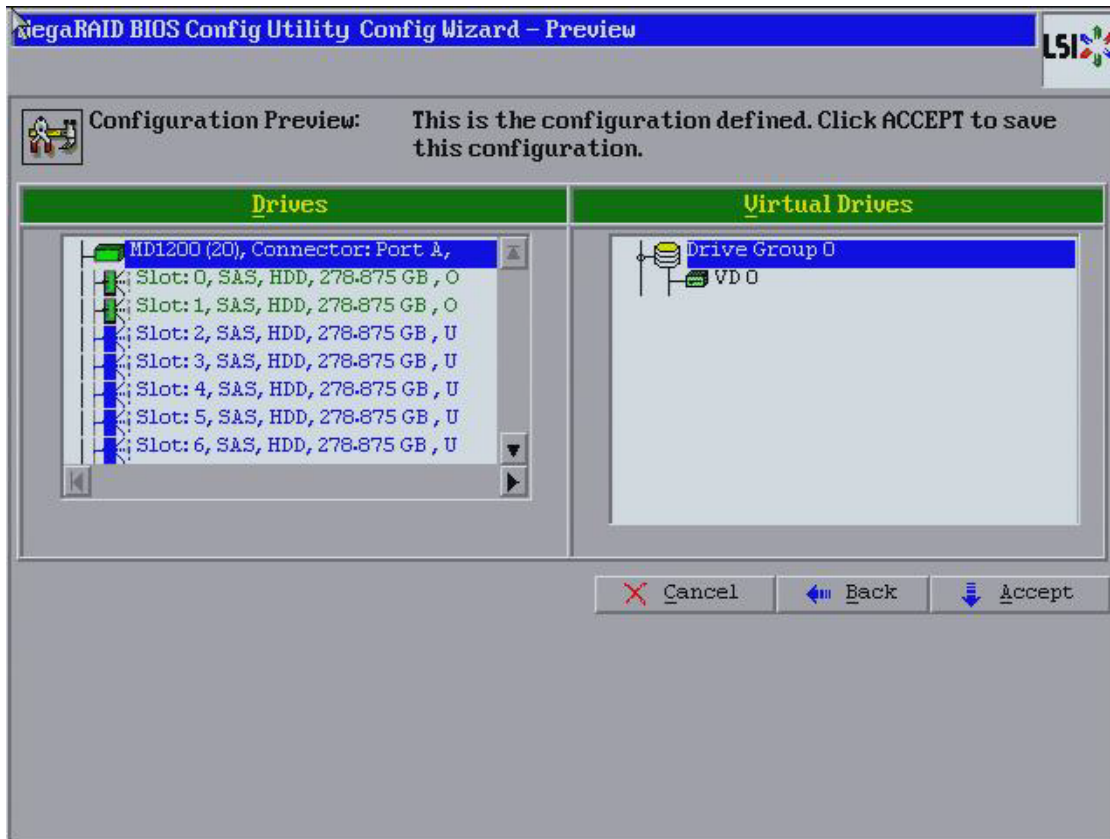 MegaRAID BIOS Config Utility Config Wizard – Preview
LSI
Configuration Preview:
This is the configuration defined. Click ACCEPT to save
this configuration.
Drives
Virtual Drives
MD1200 (20), Connector: Port A,
Slot: 0, SAS, HDD, 278.875 GB , O
Slot: 1, SAS, HDD, 278.875 GB , O
Slot: 2, SAS, HDD, 278.875 GB , U
Slot: 3, SAS, HDD, 278.875 GB , U
Slot: 4, SAS, HDD, 278.875 GB , U
Slot: 5, SAS, HDD, 278.875 GB , U
Slot: 6, SAS, HDD, 278.875 GB , U
Drive Group 0
VD 0
Cancel
Back
Accept